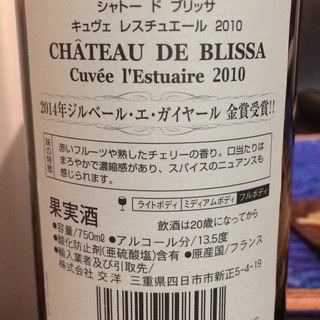 シャトー ド ブリッサ
キュヴェ レスチュエール 2010
CHÂTEAU DE BLISSA
Cuvée l'Estuaire 2010
2014年ジルベール・エ・ガイヤール 金賞受賞!!
味の特徴
赤いフルーツや熟したチェリーの香り。口当たりは
まろやかで濃縮感があり、スパイスのニュアンスも
感じられます。
ライトボディ ミディアムボディ フルボディ
果実酒 飲酒は20歳になってから
●容量/750mℓ ●アルコール分/13.5度
●酸化防止剤(亜硫酸塩)含有 ●原産国/フランス
●輸入業者及び引取先/
株式会社 交洋 三重県四日市市新正5-4-19